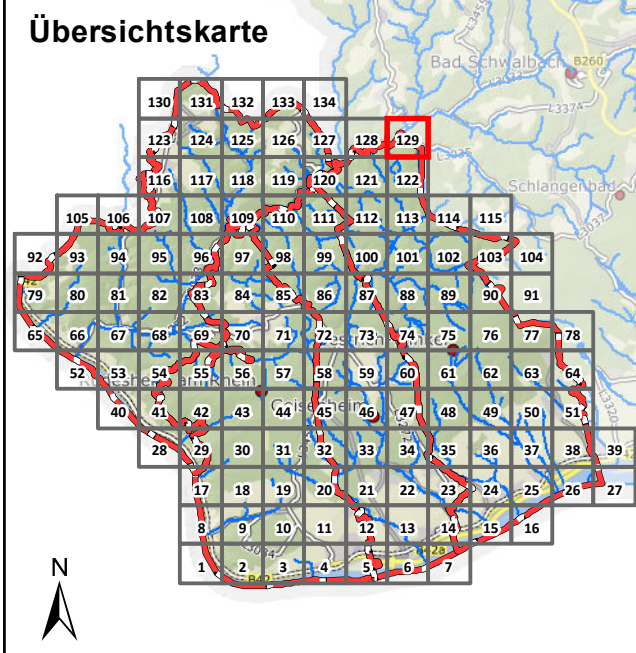 Übersichtskarte
L3455
Bad Schwalbach B260
130 131 132 133 134
L3374
123 124 125 126 127 128 129
L3035
116 117 118 119 120 121 122
Schlangenbad
105 106 107 108 109 110 111 112 113 114 115
L3037
92 93 94 95 96 97 98 99 100 101 102 103 104
79 80 81 82 83 84 85 86 87 88 89 90 91
65 66 67 68 69 70 71 72 73 74 75 76 77 78
52 53 54 55 56 57 58 59 60 61 62 63 64
L3320
40 41 42 43 44 45 46 47 48 49 50 51
28 29 30 31 32 33 34 35 36 37 38 39
17 18 19 20 21 22 23 24 25 26 27
8 9 10 11 12 13 14 15 16
L3034
B42a
1 2 3 4 5 6 7
B42
N